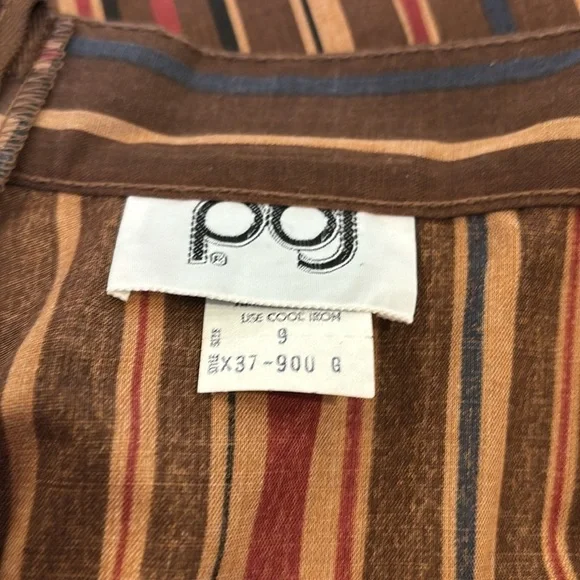 pg
®
USE COOL IRON
SIZE 9
STYLE X37-900 G